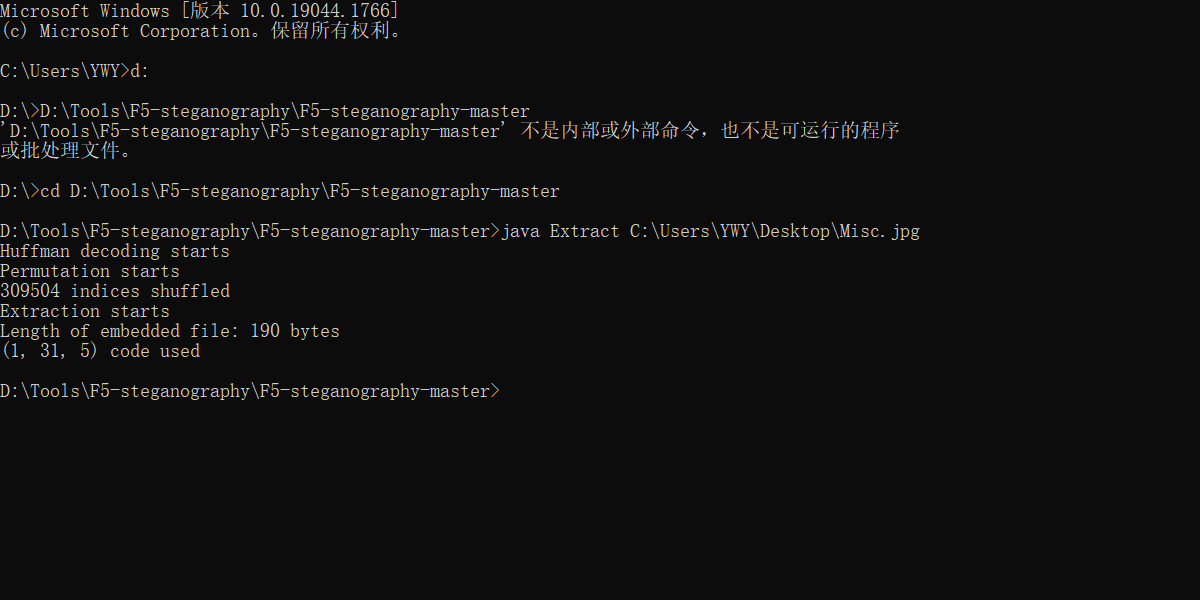 Microsoft Windows [版本 10.0.19044.1766]
(c) Microsoft Corporation。保留所有权利。
C:\Users\YWY>d:
D:\>D:\Tools\F5-steganography\F5-steganography-master
'D:\Tools\F5-steganography\F5-steganography-master' 不是内部或外部命令，也不是可运行的程序
或批处理文件。
D:\>cd D:\Tools\F5-steganography\F5-steganography-master
D:\Tools\F5-steganography\F5-steganography-master>java Extract C:\Users\YWY\Desktop\Misc.jpg
Huffman decoding starts
Permutation starts
309504 indices shuffled
Extraction starts
Length of embedded file: 190 bytes
(1, 31, 5) code used
D:\Tools\F5-steganography\F5-steganography-master>